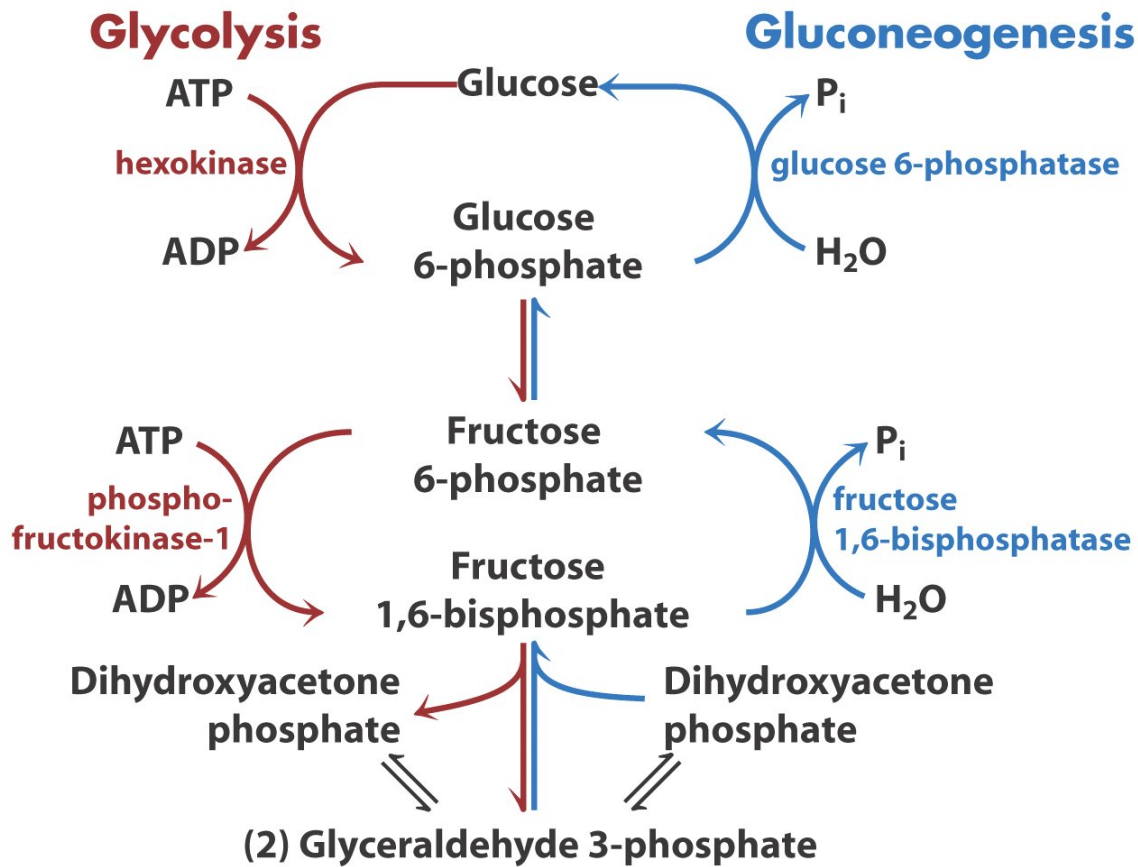 Glycolysis
Gluconeogenesis
ATP
Glucose
P_i
hexokinase
glucose 6-phosphatase
Glucose
6-phosphate
ADP
H₂O
ATP
Fructose
6-phosphate
P_i
phospho-
fructokinase-1
fructose
1,6-bisphosphatase
Fructose
1,6-bisphosphate
ADP
H₂O
Dihydroxyacetone
phosphate
Dihydroxyacetone
phosphate
(2) Glyceraldehyde 3-phosphate